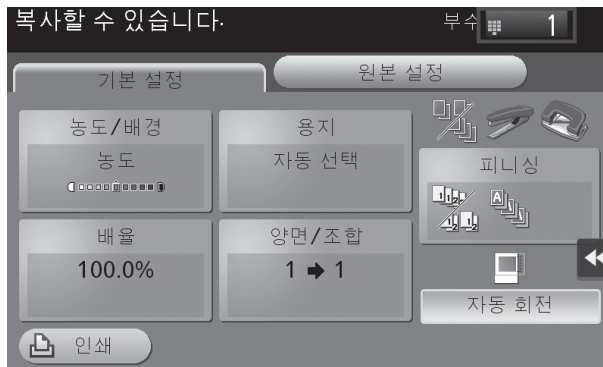 복사할 수 있습니다.
부수 1
기본 설정
원본 설정
농도/배경
농도
용지
자동 선택
피니싱
배율
100.0%
양면/조합
1 ➡ 1
자동 회전
인쇄